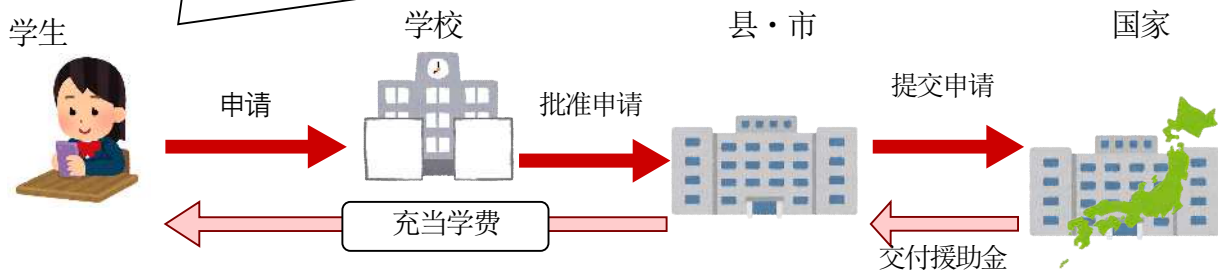 学生
学校
县・市
国家
申请
批准申请
提交申请
充当学费
交付援助金